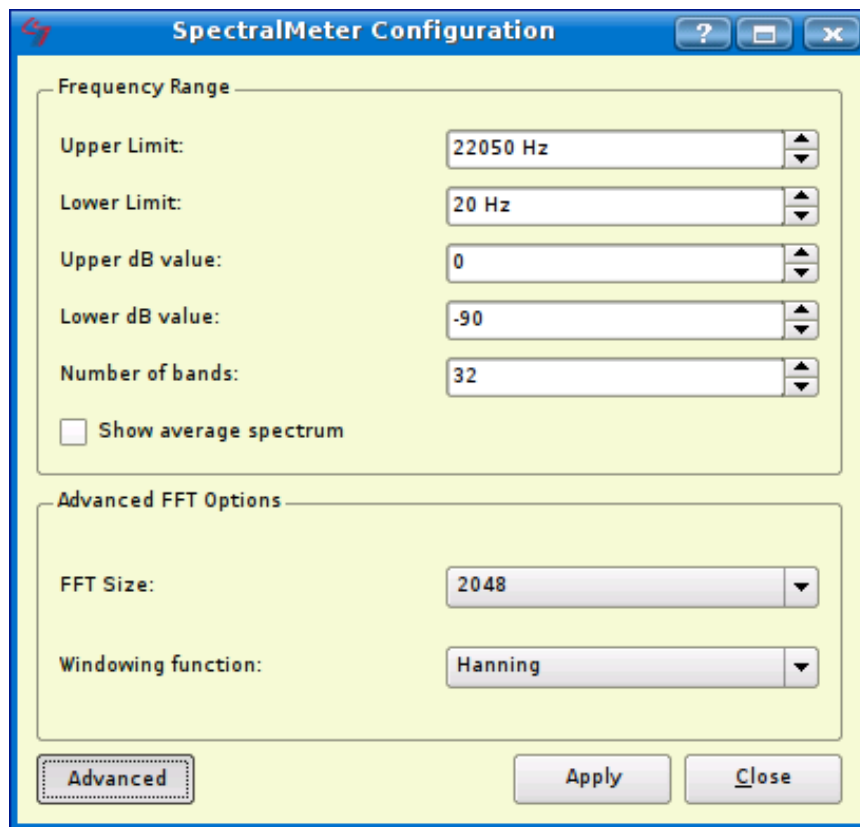 SpectralMeter Configuration
Frequency Range
Upper Limit: 22050 Hz
Lower Limit: 20 Hz
Upper dB value: 0
Lower dB value: -90
Number of bands: 32
Show average spectrum
Advanced FFT Options
FFT Size: 2048
Windowing function: Hanning
Advanced Apply Close